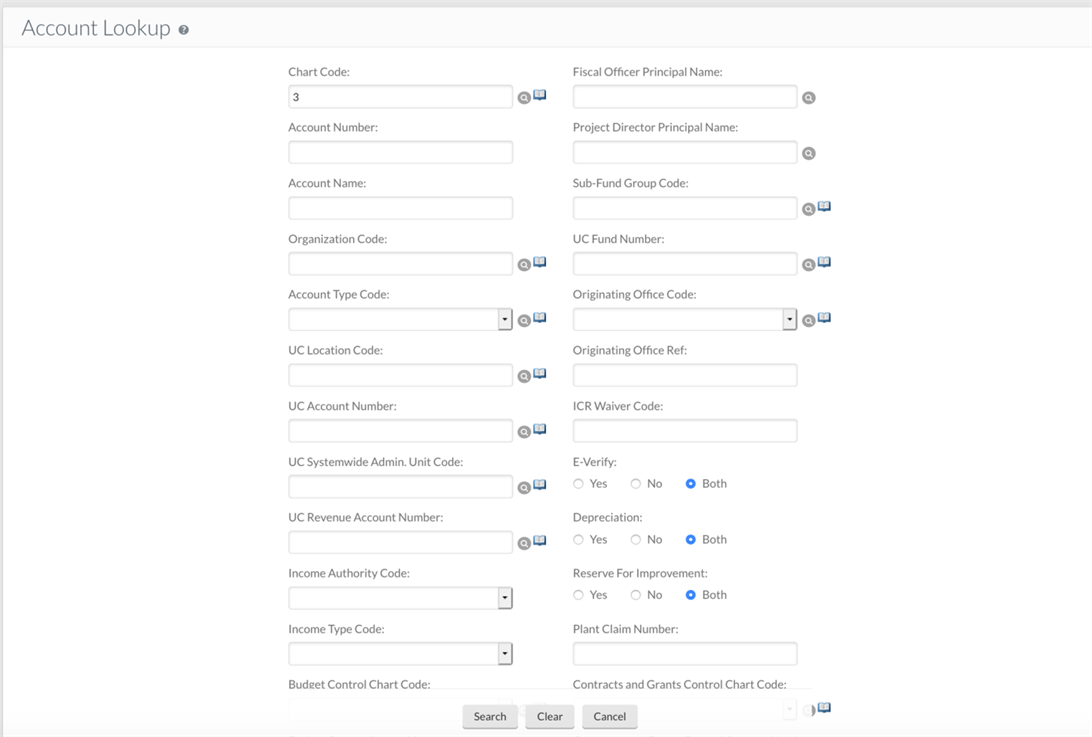 Account Lookup ?
Chart Code:
Fiscal Officer Principal Name:
3
Account Number:
Project Director Principal Name:
Account Name:
Sub-Fund Group Code:
Organization Code:
UC Fund Number:
Account Type Code:
Originating Office Code:
UC Location Code:
Originating Office Ref:
UC Account Number:
ICR Waiver Code:
UC Systemwide Admin. Unit Code:
E-Verify:
Yes No Both
UC Revenue Account Number:
Depreciation:
Yes No Both
Income Authority Code:
Reserve For Improvement:
Yes No Both
Income Type Code:
Plant Claim Number:
Budget Control Chart Code:
Contracts and Grants Control Chart Code:
Search Clear Cancel